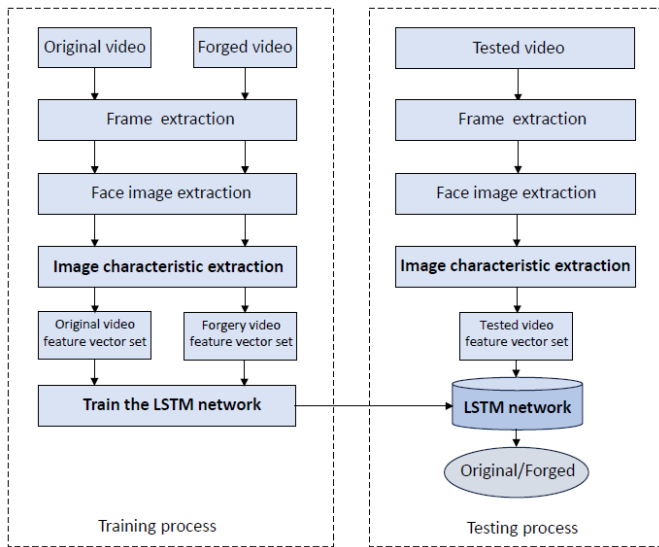 Original video
Forged video
Frame extraction
Face image extraction
Image characteristic extraction
Original video
feature vector set
Forgery video
feature vector set
Train the LSTM network
Training process
Tested video
Frame extraction
Face image extraction
Image characteristic extraction
Tested video
feature vector set
LSTM network
Original/Forged
Testing process